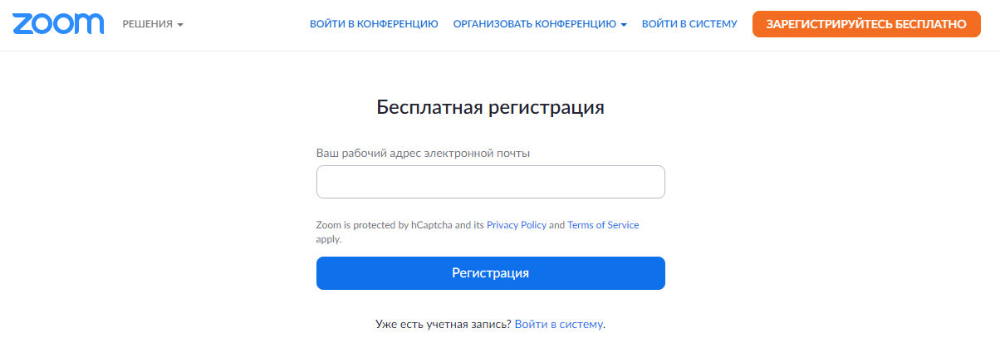 zoom
РЕШЕНИЯ
ВОЙТИ В КОНФЕРЕНЦИЮ
ОРГАНИЗОВАТЬ КОНФЕРЕНЦИЮ
ВОЙТИ В СИСТЕМУ
ЗАРЕГИСТРИРУЙТЕСЬ БЕСПЛАТНО
Бесплатная регистрация
Ваш рабочий адрес электронной почты
Zoom is protected by hCaptcha and its Privacy Policy and Terms of Service
apply.
Регистрация
Уже есть учетная запись? Войти в систему.